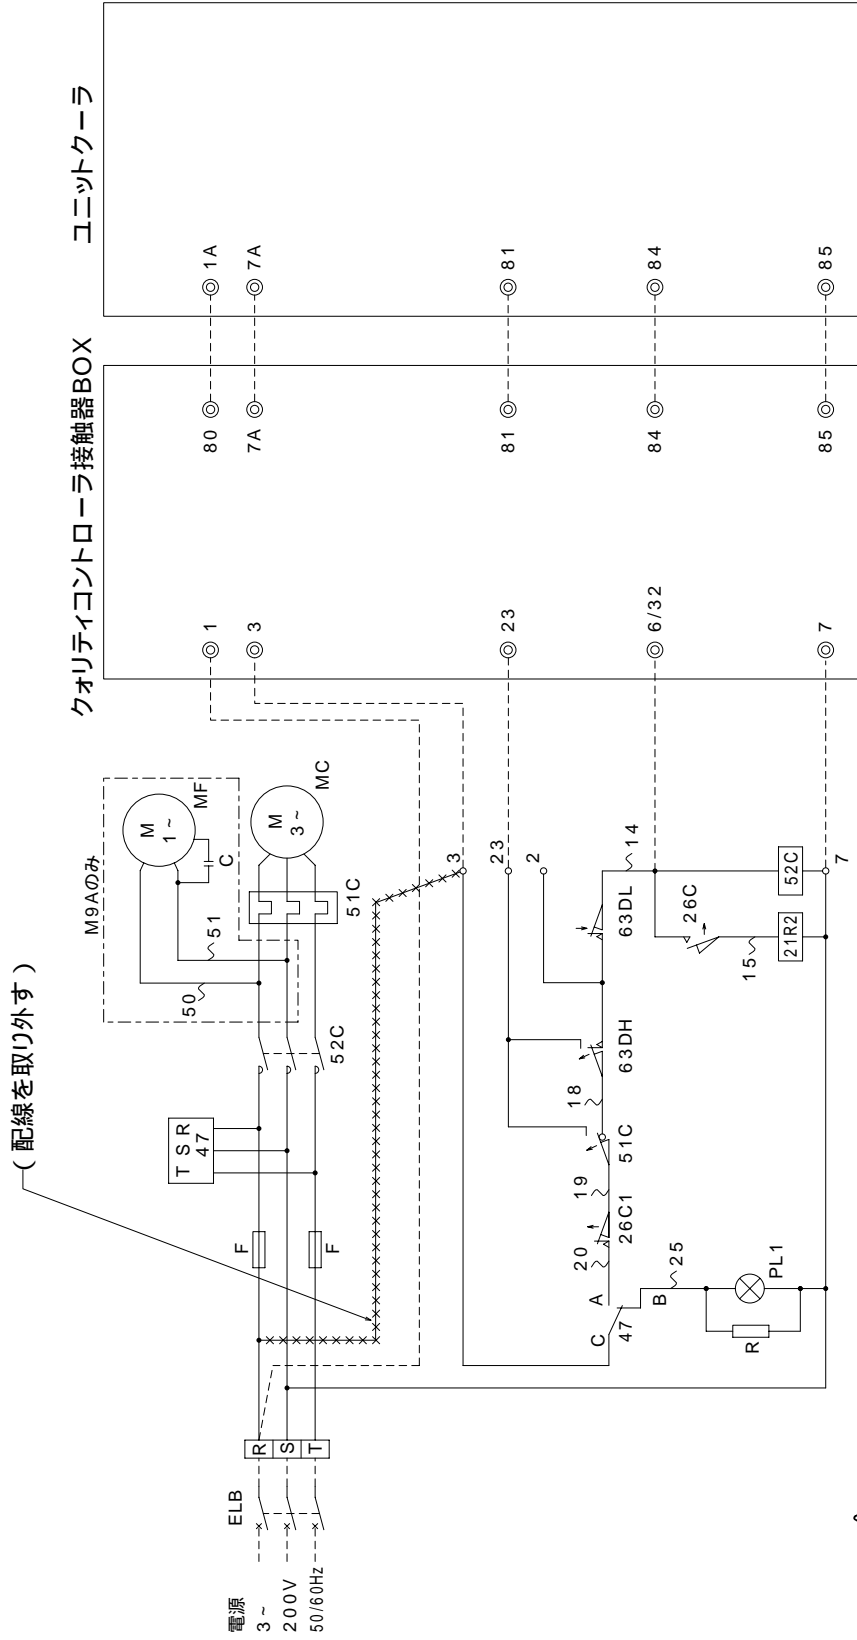 (配線を取り外す)
電源
3~
200V
50/60Hz
ELB
R
S
T
F
F
T S R
47
52C
M9Aのみ
50
51
M
1~
MF
C
M
3~
MC
51C
クォリティコントローラ接触器BOX
1
3
23
6/32
7
80
7A
81
84
85
ユニットクーラ
1A
7A
81
84
85
3
23
2
7
C
A
B
47
20
26C1
19
51C
18
63DH
63DL
14
26C
15
21R2
52C
25
PL1
R